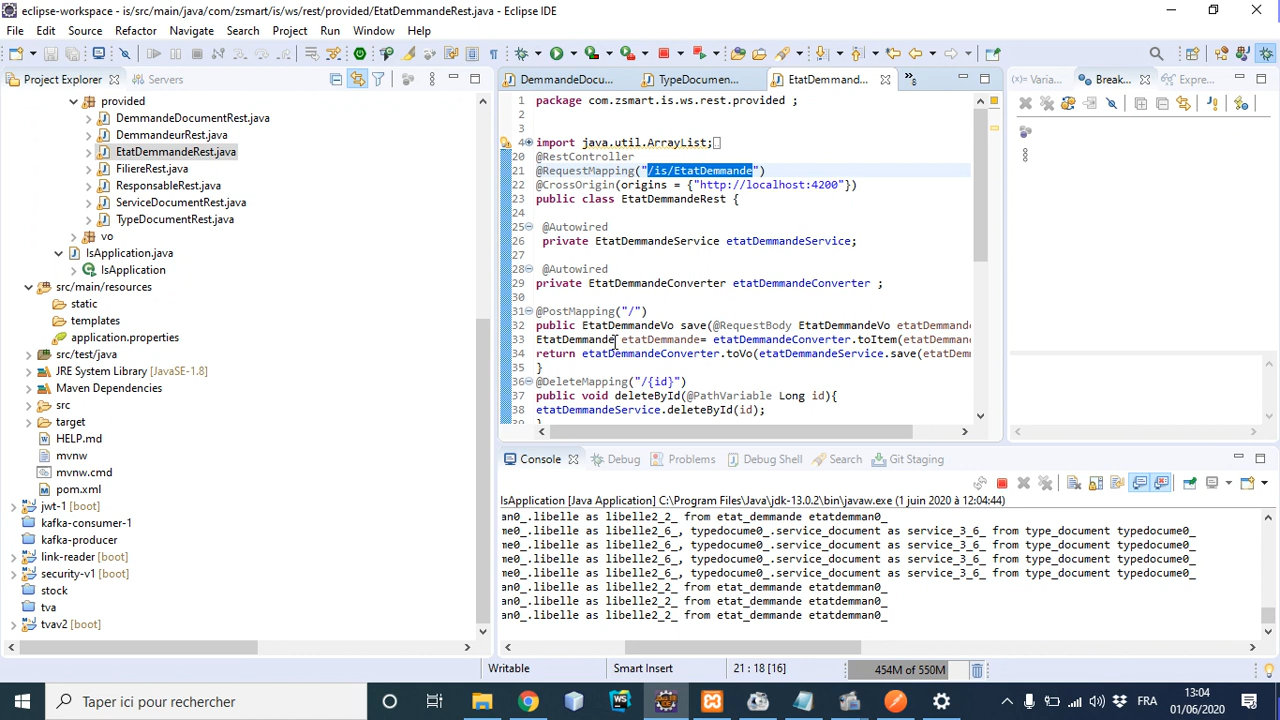 eclipse-workspace - is/src/main/java/com/zsmart/is/ws/rest/provided/EtatDemmandeRest.java - Eclipse IDE
File Edit Source Refactor Navigate Search Project Run Window Help
Project Explorer Servers
provided
DemmandeDocumentRest.java
DemmandeurRest.java
EtatDemmandeRest.java
FiliereRest.java
ResponsableRest.java
ServiceDocumentRest.java
TypeDocumentRest.java
vo
IsApplication.java
IsApplication
src/main/resources
static
templates
application.properties
src/test/java
JRE System Library [JavaSE-1.8]
Maven Dependencies
src
target
HELP.md
mvnw
mvnw.cmd
pom.xml
jwt-1 [boot]
kafka-consumer-1
kafka-producer
link-reader [boot]
security-v1 [boot]
stock
tva
tvav2 [boot]
DemmandeDocu... TypeDocumen... EtatDemmand... »8
1 package com.zsmart.is.ws.rest.provided ;
2
3
4 import java.util.ArrayList;
20 @RestController
21 @RequestMapping("/is/EtatDemmande")
22 @CrossOrigin(origins = {"http://localhost:4200"})
23 public class EtatDemmandeRest {
24
25 @Autowired
26 private EtatDemmandeService etatDemmandeService;
27
28 @Autowired
29 private EtatDemmandeConverter etatDemmandeConverter ;
30
31 @PostMapping("/")
32 public EtatDemmandeVo save(@RequestBody EtatDemmandeVo etatDemmand
33 EtatDemmande etatDemmande= etatDemmandeConverter.toItem(etatDemman
34 return etatDemmandeConverter.toVo(etatDemmandeService.save(etatDem
35 }
36 @DeleteMapping("/{id}")
37 public void deleteById(@PathVariable Long id){
38 etatDemmandeService.deleteById(id);
Varia... Break... Expre...
Console Debug Problems Debug Shell Search Git Staging
IsApplication [Java Application] C:\Program Files\Java\jdk-13.0.2\bin\javaw.exe (1 juin 2020 à 12:04:44)
an0_.libelle as libelle2_2_ from etat_demmande etatdemman0_
me0_.libelle as libelle2_6_, typedocume0_.service_document as service_3_6_ from type_document typedocume0_
me0_.libelle as libelle2_6_, typedocume0_.service_document as service_3_6_ from type_document typedocume0_
me0_.libelle as libelle2_6_, typedocume0_.service_document as service_3_6_ from type_document typedocume0_
me0_.libelle as libelle2_6_, typedocume0_.service_document as service_3_6_ from type_document typedocume0_
an0_.libelle as libelle2_2_ from etat_demmande etatdemman0_
an0_.libelle as libelle2_2_ from etat_demmande etatdemman0_
an0_.libelle as libelle2_2_ from etat_demmande etatdemman0_
Writable Smart Insert 21 : 18 [16] 454M of 550M
Taper ici pour rechercher
FRA
13:04
01/06/2020